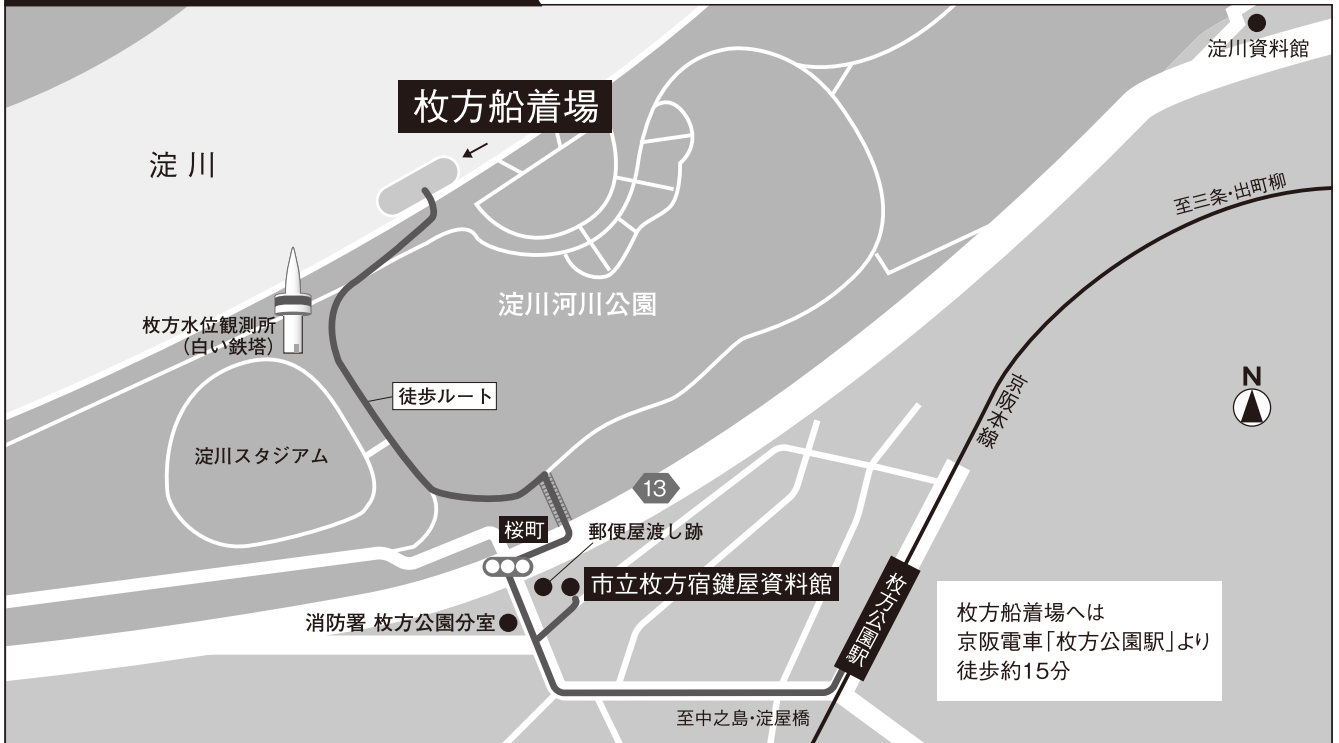 淀川資料館
枚方船着場
淀 川
至三条・出町柳
淀川河川公園
枚方水位観測所
(白い鉄塔)
N
京阪本線
徒歩ルート
淀川スタジアム
13
桜町
郵便屋渡し跡
市立枚方宿鍵屋資料館
消防署 枚方公園分室
枚方公園駅
枚方船着場へは
京阪電車「枚方公園駅」より
徒歩約15分
至中之島・淀屋橋